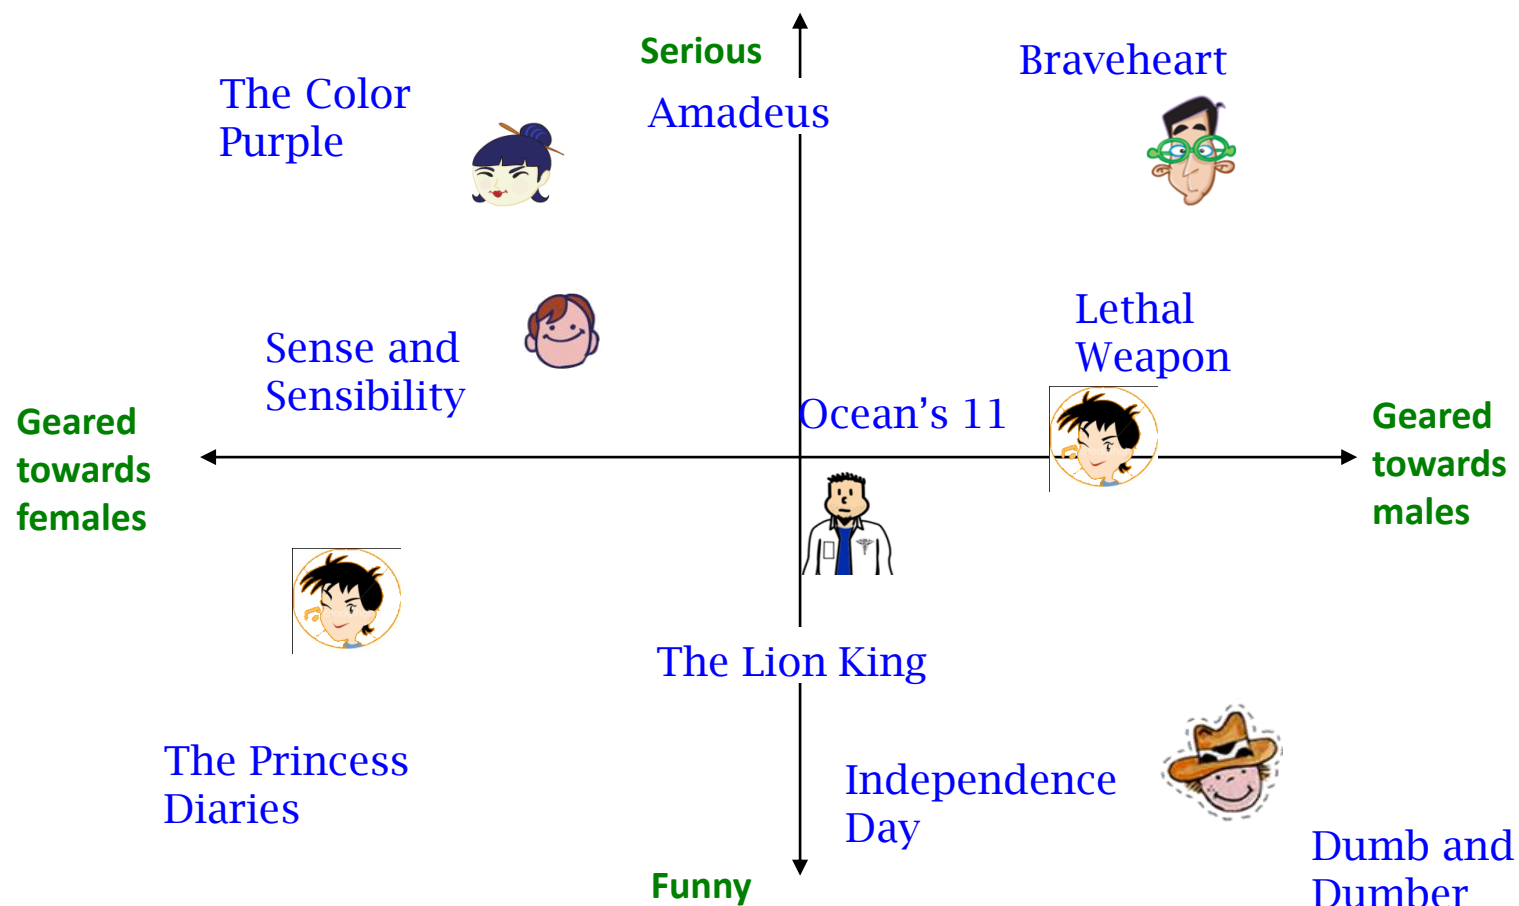 Serious
Braveheart
The Color
Purple
Amadeus
Lethal
Weapon
Sense and
Sensibility
Ocean's 11
Geared
towards
females
Geared
towards
males
The Lion King
The Princess
Diaries
Independence
Day
Dumb and
Dumber
Funny